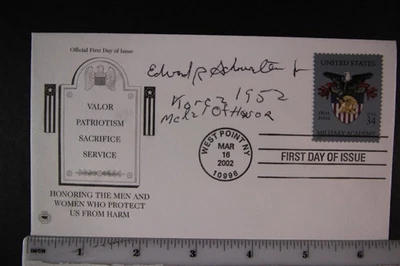 Official First Day of Issue
VALOR
PATRIOTISM
SACRIFICE
SERVICE
HONORING THE MEN AND
WOMEN WHO PROTECT
US FROM HARM
Edward R Schowalter Jr
Korea 1952
Medal Of Honor
UNITED STATES
34
MILITARY ACADEMY
WEST POINT NY
MAR
16
2002
10996
FIRST DAY OF ISSUE
1
2
3
4
5
6